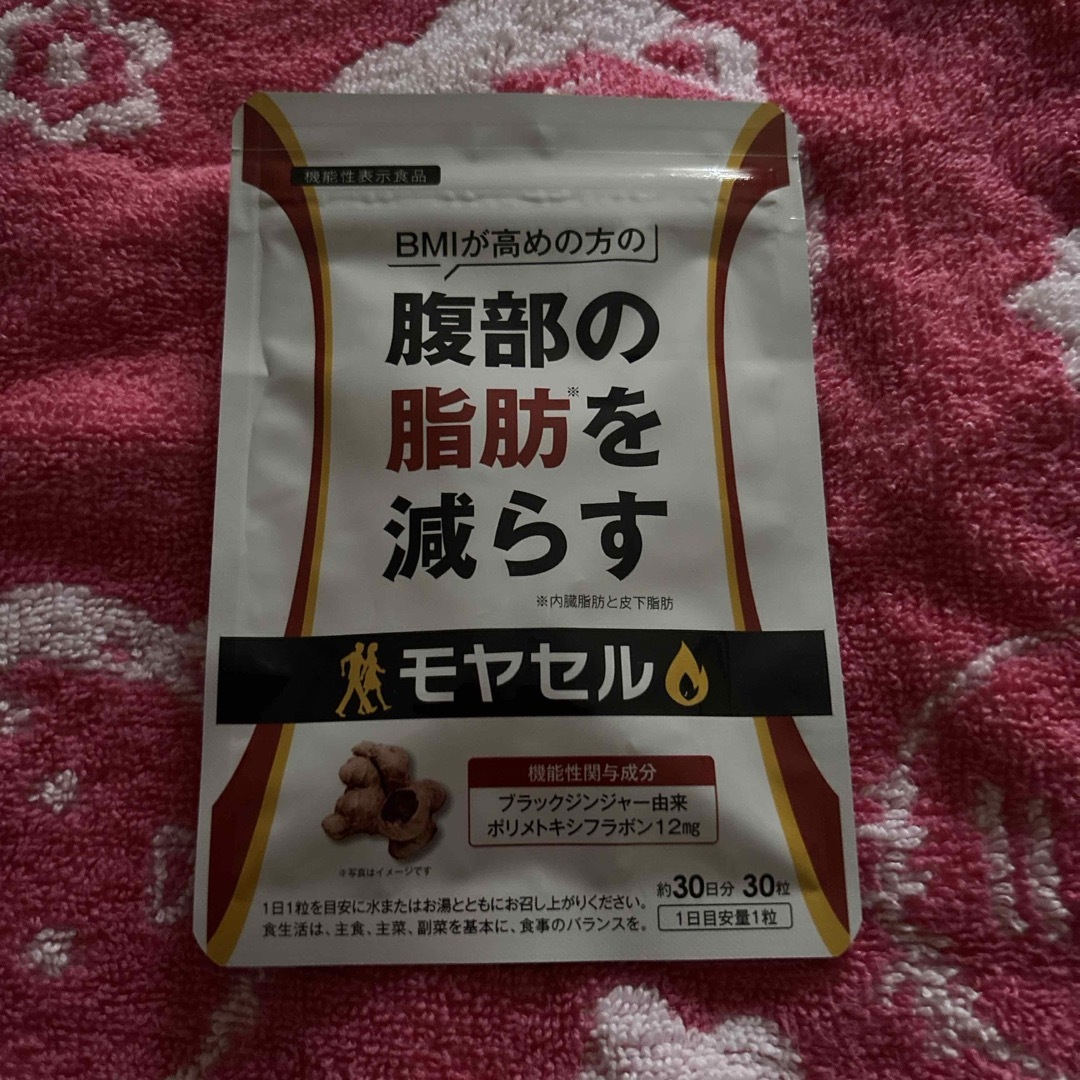 機能性表示食品
BMIが高めの方の
腹部の
脂肪※を
減らす
※内臓脂肪と皮下脂肪
モヤセル
機能性関与成分
ブラックジンジャー由来
ポリメトキシフラボン12㎎
※写真はイメージです
約30日分 30粒
1日目安量1粒
1日1粒を目安に水またはお湯とともにお召し上がりください。
食生活は、主食、主菜、副菜を基本に、食事のバランスを。